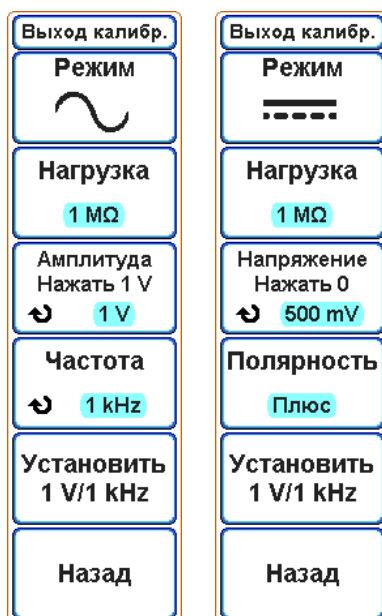 Выход калибр.
Режим
Нагрузка
1 MΩ
Амплитуда
Нажать 1 V
1 V
Частота
1 kHz
Установить
1 V/1 kHz
Назад
Выход калибр.
Режим
Нагрузка
1 MΩ
Напряжение
Нажать 0
500 mV
Полярность
Плюс
Установить
1 V/1 kHz
Назад